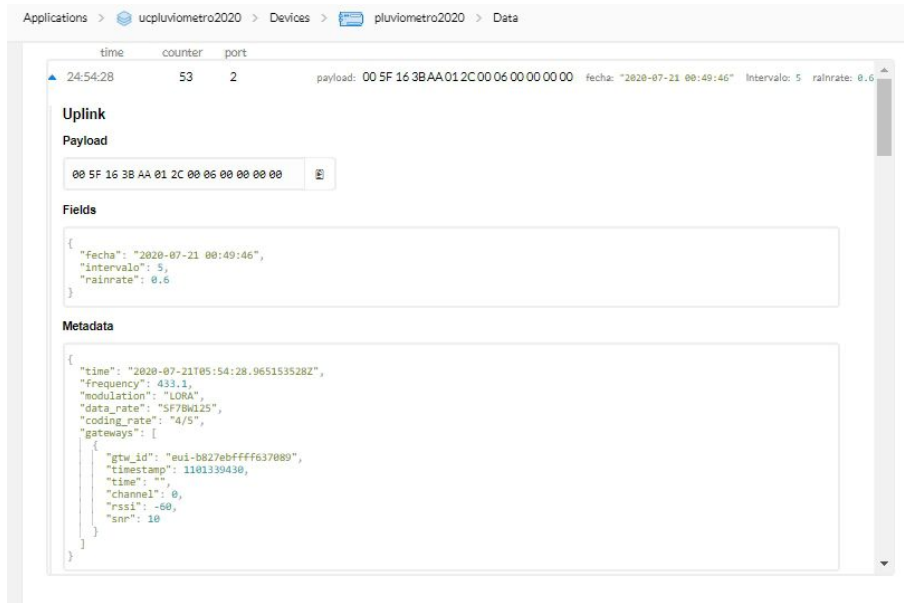 Applications > ucpluviometro2020 > Devices > pluviometro2020 > Data
time counter port
24:54:28 53 2 payload: 00 5F 16 3B AA 01 2C 00 06 00 00 00 00 fecha: "2020-07-21 00:49:46" Intervalo: 5 rainrate: 0.6
Uplink
Payload
00 5F 16 3B AA 01 2C 00 06 00 00 00 00
Fields
{
"fecha": "2020-07-21 00:49:46",
"intervalo": 5,
"rainrate": 0.6
}
Metadata
{
"time": "2020-07-21T05:54:28.965153528Z",
"frequency": 433.1,
"modulation": "LORA",
"data_rate": "SF7BW125",
"coding_rate": "4/5",
"gateways": [
{
"gtw_id": "eui-b827ebffff637089",
"timestamp": 1101339430,
"time": "",
"channel": 0,
"rssi": -60,
"snr": 10
}
]
}